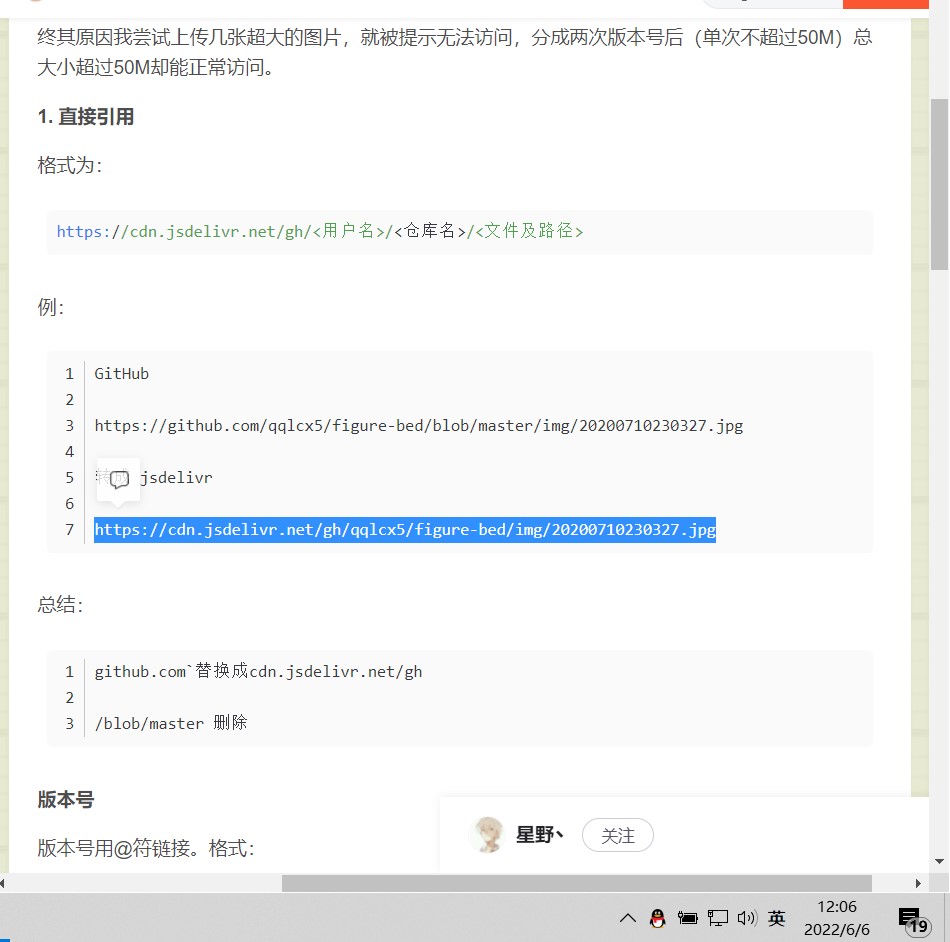 终其原因我尝试上传几张超大的图片，就被提示无法访问，分成两次版本号后（单次不超过50M）总
大小超过50M却能正常访问。
1. 直接引用
格式为：
https://cdn.jsdelivr.net/gh/<用户名>/<仓库名>/<文件及路径>
例：
1 GitHub
2
3 https://github.com/qqlcx5/figure-bed/blob/master/img/20200710230327.jpg
4
5 转成 jsdelivr
6
7 https://cdn.jsdelivr.net/gh/qqlcx5/figure-bed/img/20200710230327.jpg
总结：
1 github.com`替换成cdn.jsdelivr.net/gh
2
3 /blob/master 删除
版本号
星野丶 关注
版本号用@符链接。格式：
英
12:06
2022/6/6
19